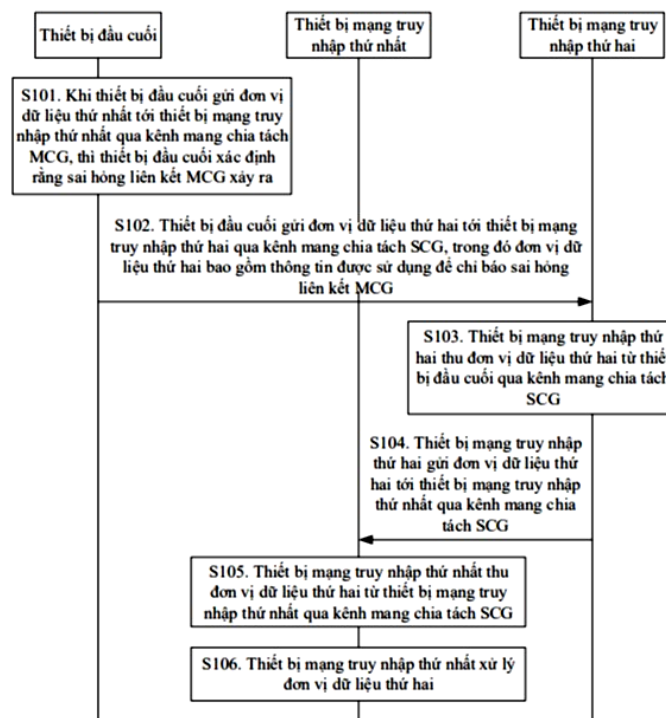 Thiết bị đầu cuối
Thiết bị mạng truy
nhập thứ nhất
Thiết bị mạng truy
nhập thứ hai
S101. Khi thiết bị đầu cuối gửi đơn vị
dữ liệu thứ nhất tới thiết bị mạng truy
nhập thứ nhất qua kênh mang chia tách
MCG, thì thiết bị đầu cuối xác định
rằng sai hỏng liên kết MCG xảy ra
S102. Thiết bị đầu cuối gửi đơn vị dữ liệu thứ hai tới thiết bị mạng
truy nhập thứ hai qua kênh mang chia tách SCG, trong đó đơn vị dữ
liệu thứ hai bao gồm thông tin được sử dụng để chỉ báo sai hỏng
liên kết MCG
S103. Thiết bị mạng truy nhập thứ
hai thu đơn vị dữ liệu thứ hai từ thiết
bị đầu cuối qua kênh mang chia tách
SCG
S104. Thiết bị mạng truy nhập
thứ hai gửi đơn vị dữ liệu thứ
hai tới thiết bị mạng truy nhập
thứ nhất qua kênh mang chia
tách SCG
S105. Thiết bị mạng truy nhập thứ nhất thu
đơn vị dữ liệu thứ hai từ thiết bị mạng truy
nhập thứ nhất qua kênh mang chia tách SCG
S106. Thiết bị mạng truy nhập thứ nhất xử lý
đơn vị dữ liệu thứ hai